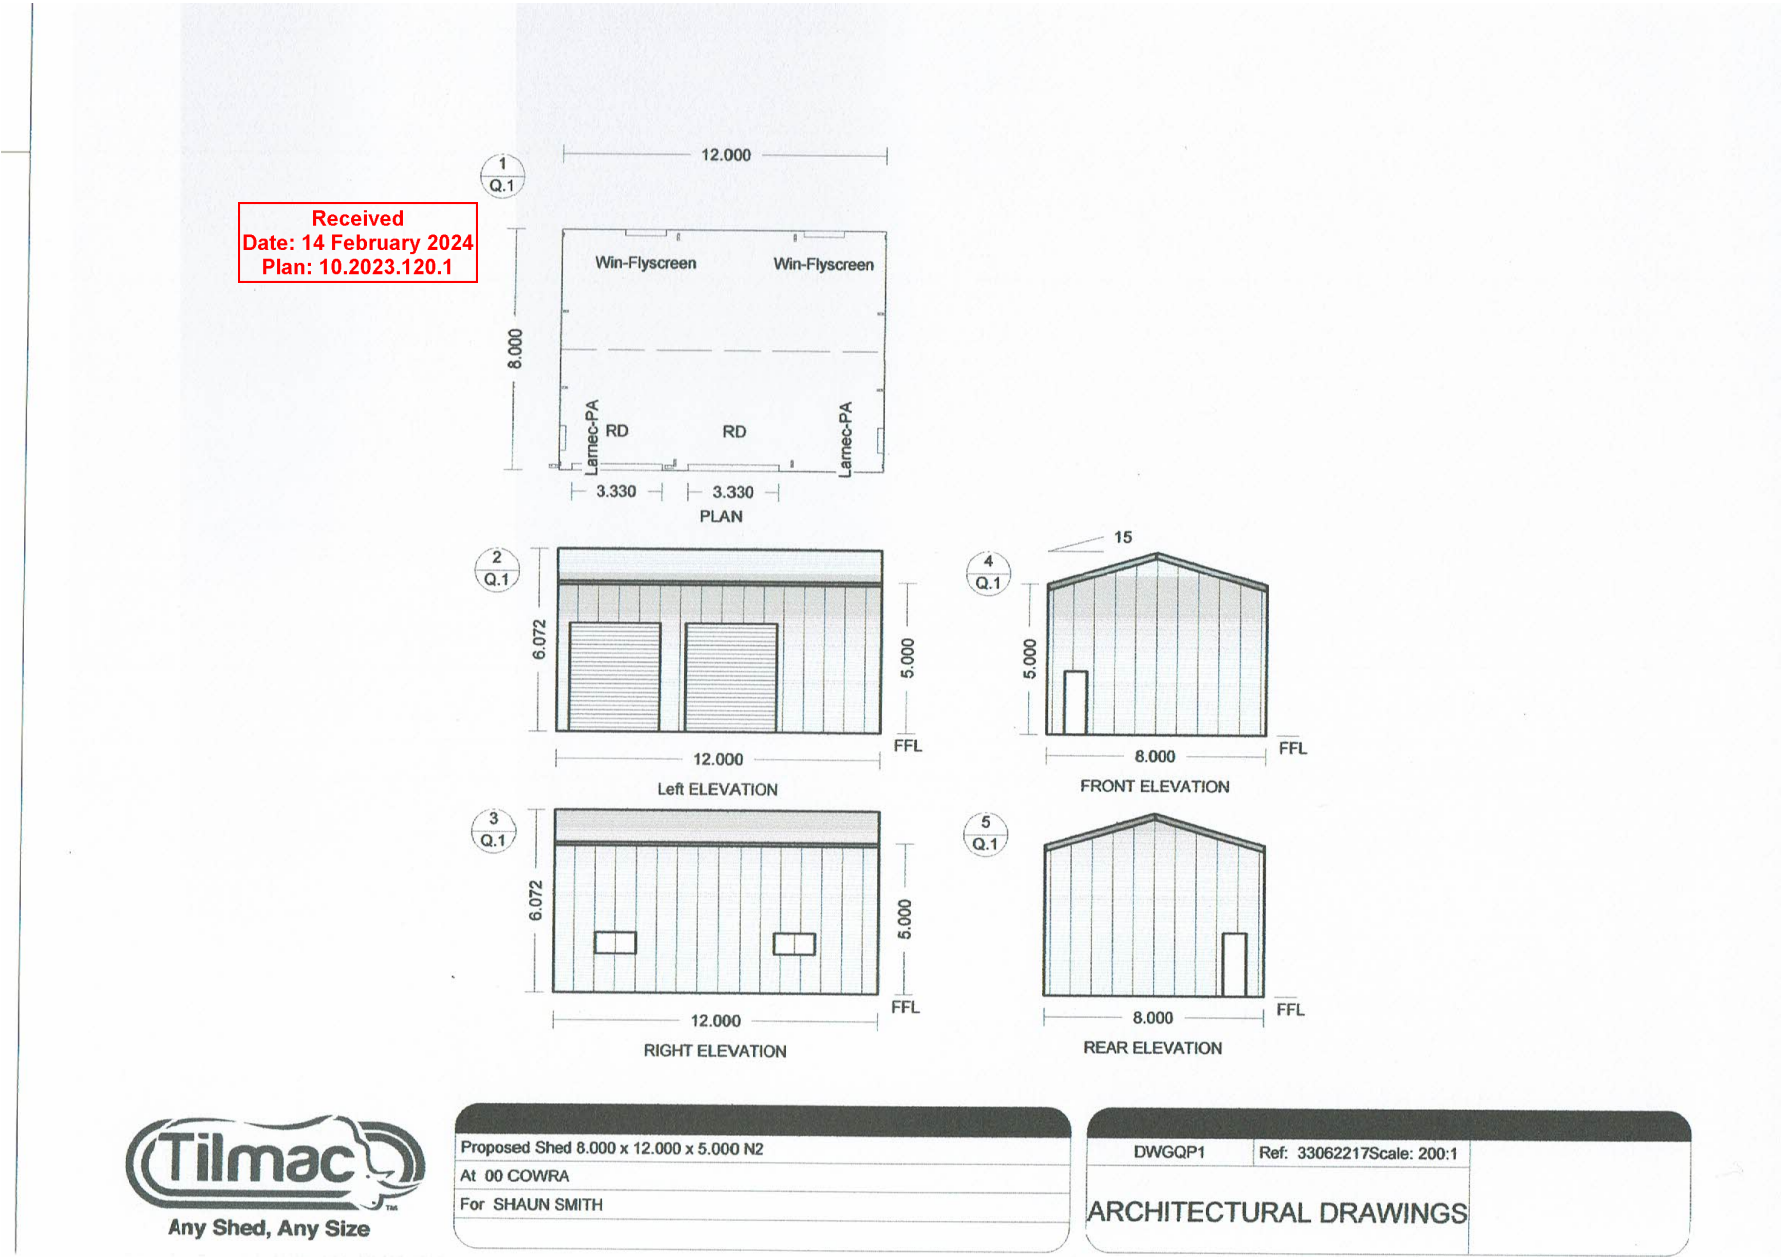 12.000
1
Q.1
Received
Date: 14 February 2024
Plan: 10.2023.120.1
Win-Flyscreen
Win-Flyscreen
8.000
Larnec-PA
RD
RD
Larnec-PA
3.330
3.330
PLAN
2
Q.1
6.072
5.000
FFL
12.000
Left ELEVATION
15
4
Q.1
5.000
FFL
8.000
FRONT ELEVATION
3
Q.1
6.072
5.000
FFL
12.000
RIGHT ELEVATION
5
Q.1
FFL
8.000
REAR ELEVATION
Tilmac
TM
Any Shed, Any Size
Proposed Shed 8.000 x 12.000 x 5.000 N2
At 00 COWRA
For SHAUN SMITH
DWGQP1
Ref: 33062217Scale: 200:1
ARCHITECTURAL DRAWINGS